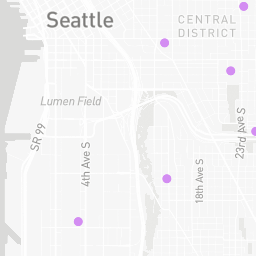 Seattle
CENTRAL
DISTRICT
Lumen Field
SR 99
4th Ave S
18th Ave S
23rd Ave S